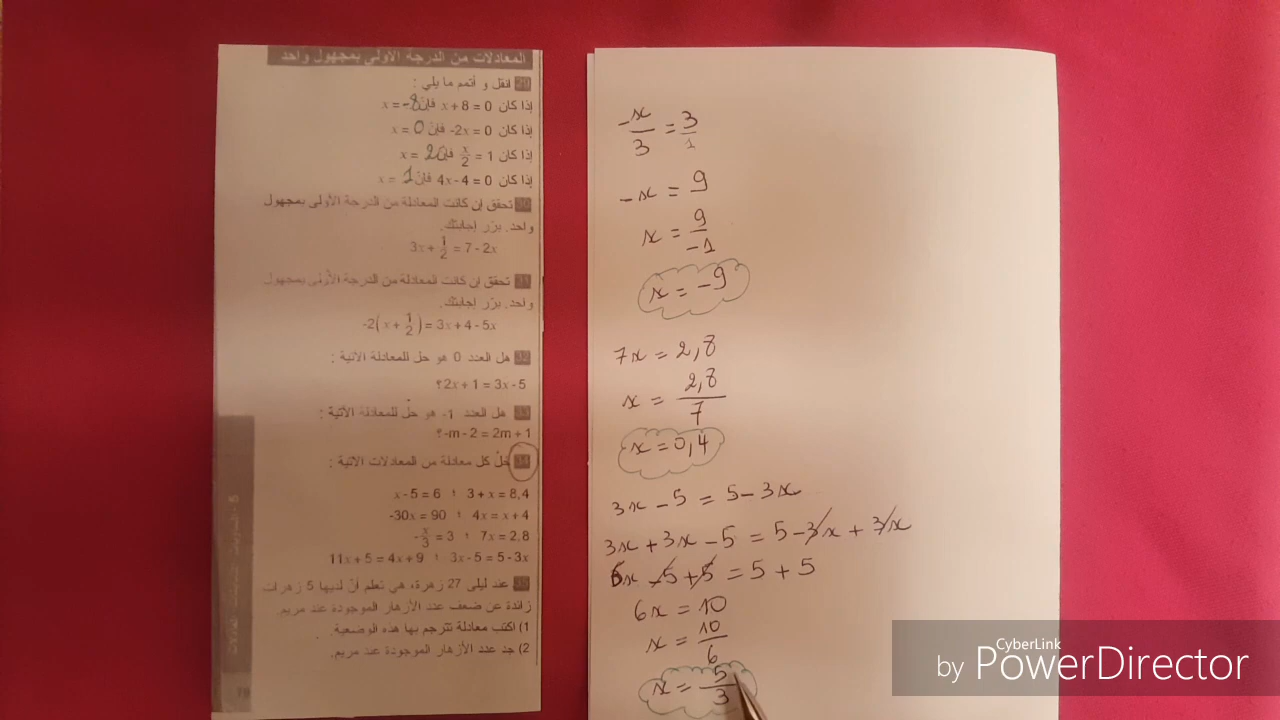 المعادلات من الدرجة الأولى بمجهول واحد
29 انقل و أتمم ما يلي :
إذا كان x + 8 = 0 فإن x = -8
إذا كان -2x = 0 فإن x = 0
إذا كان x/2 = 1 فإن x = 2
إذا كان 4x - 4 = 0 فإن x = 1
30 تحقق إن كانت المعادلة من الدرجة الأولى بمجهول
واحد. برّر إجابتك.
3x + 1/2 = 7 - 2x
31 تحقق إن كانت المعادلة من الدرجة الأولى بمجهول
واحد. برّر إجابتك.
-2( x + 1/2 ) = 3x + 4 - 5x
32 هل العدد 0 هو حل للمعادلة الآتية :
2x + 1 = 3x - 5 ؟
33 هل العدد -1 هو حلّ للمعادلة الآتية :
-m - 2 = 2m + 1 ؟
34 حلّ كل معادلة من المعادلات الآتية :
x - 5 = 6 ؛ 3 + x = 8,4
-30x = 90 ؛ 4x = x + 4
-x/3 = 3 ؛ 7x = 2,8
11x + 5 = 4x + 9 ؛ 3x - 5 = 5 - 3x
35 عند ليلى 27 زهرة، هي تعلم أنّ لديها 5 زهرات
زائدة عن ضعف عدد الأزهار الموجودة عند مريم.
1) اكتب معادلة تترجم بها هذه الوضعية.
2) جد عدد الأزهار الموجودة عند مريم.
-x/3 = 3/1
-x = 9
x = 9/-1
x = -9
7x = 2,8
x = 2,8/7
x = 0,4
3x - 5 = 5 - 3x
3x + 3x - 5 = 5 - 3x + 3x
6x - 5 + 5 = 5 + 5
6x = 10
x = 10/6
x = 5/3
CyberLink
by PowerDirector